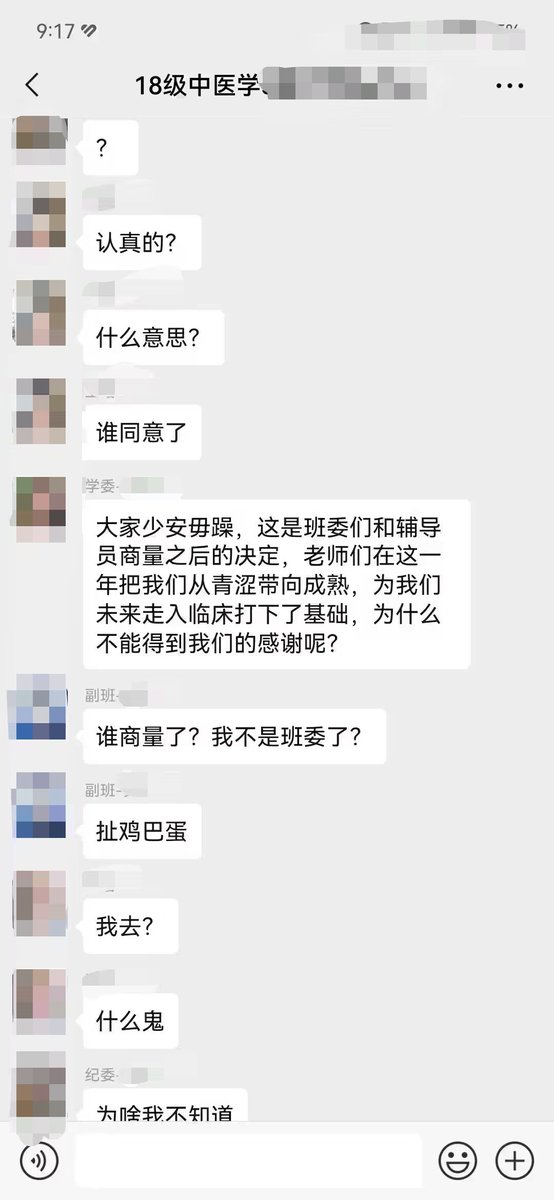 9:17
18级中医学
?
认真的?
什么意思?
谁同意了
学委-
大家少安毋躁，这是班委们和辅导
员商量之后的决定，老师们在这一
年把我们从青涩带向成熟，为我们
未来走入临床打下了基础，为什么
不能得到我们的感谢呢?
副班-
谁商量了？我不是班委了?
副班-
扯鸡巴蛋
我去?
什么鬼
纪委-
为啥我不知道